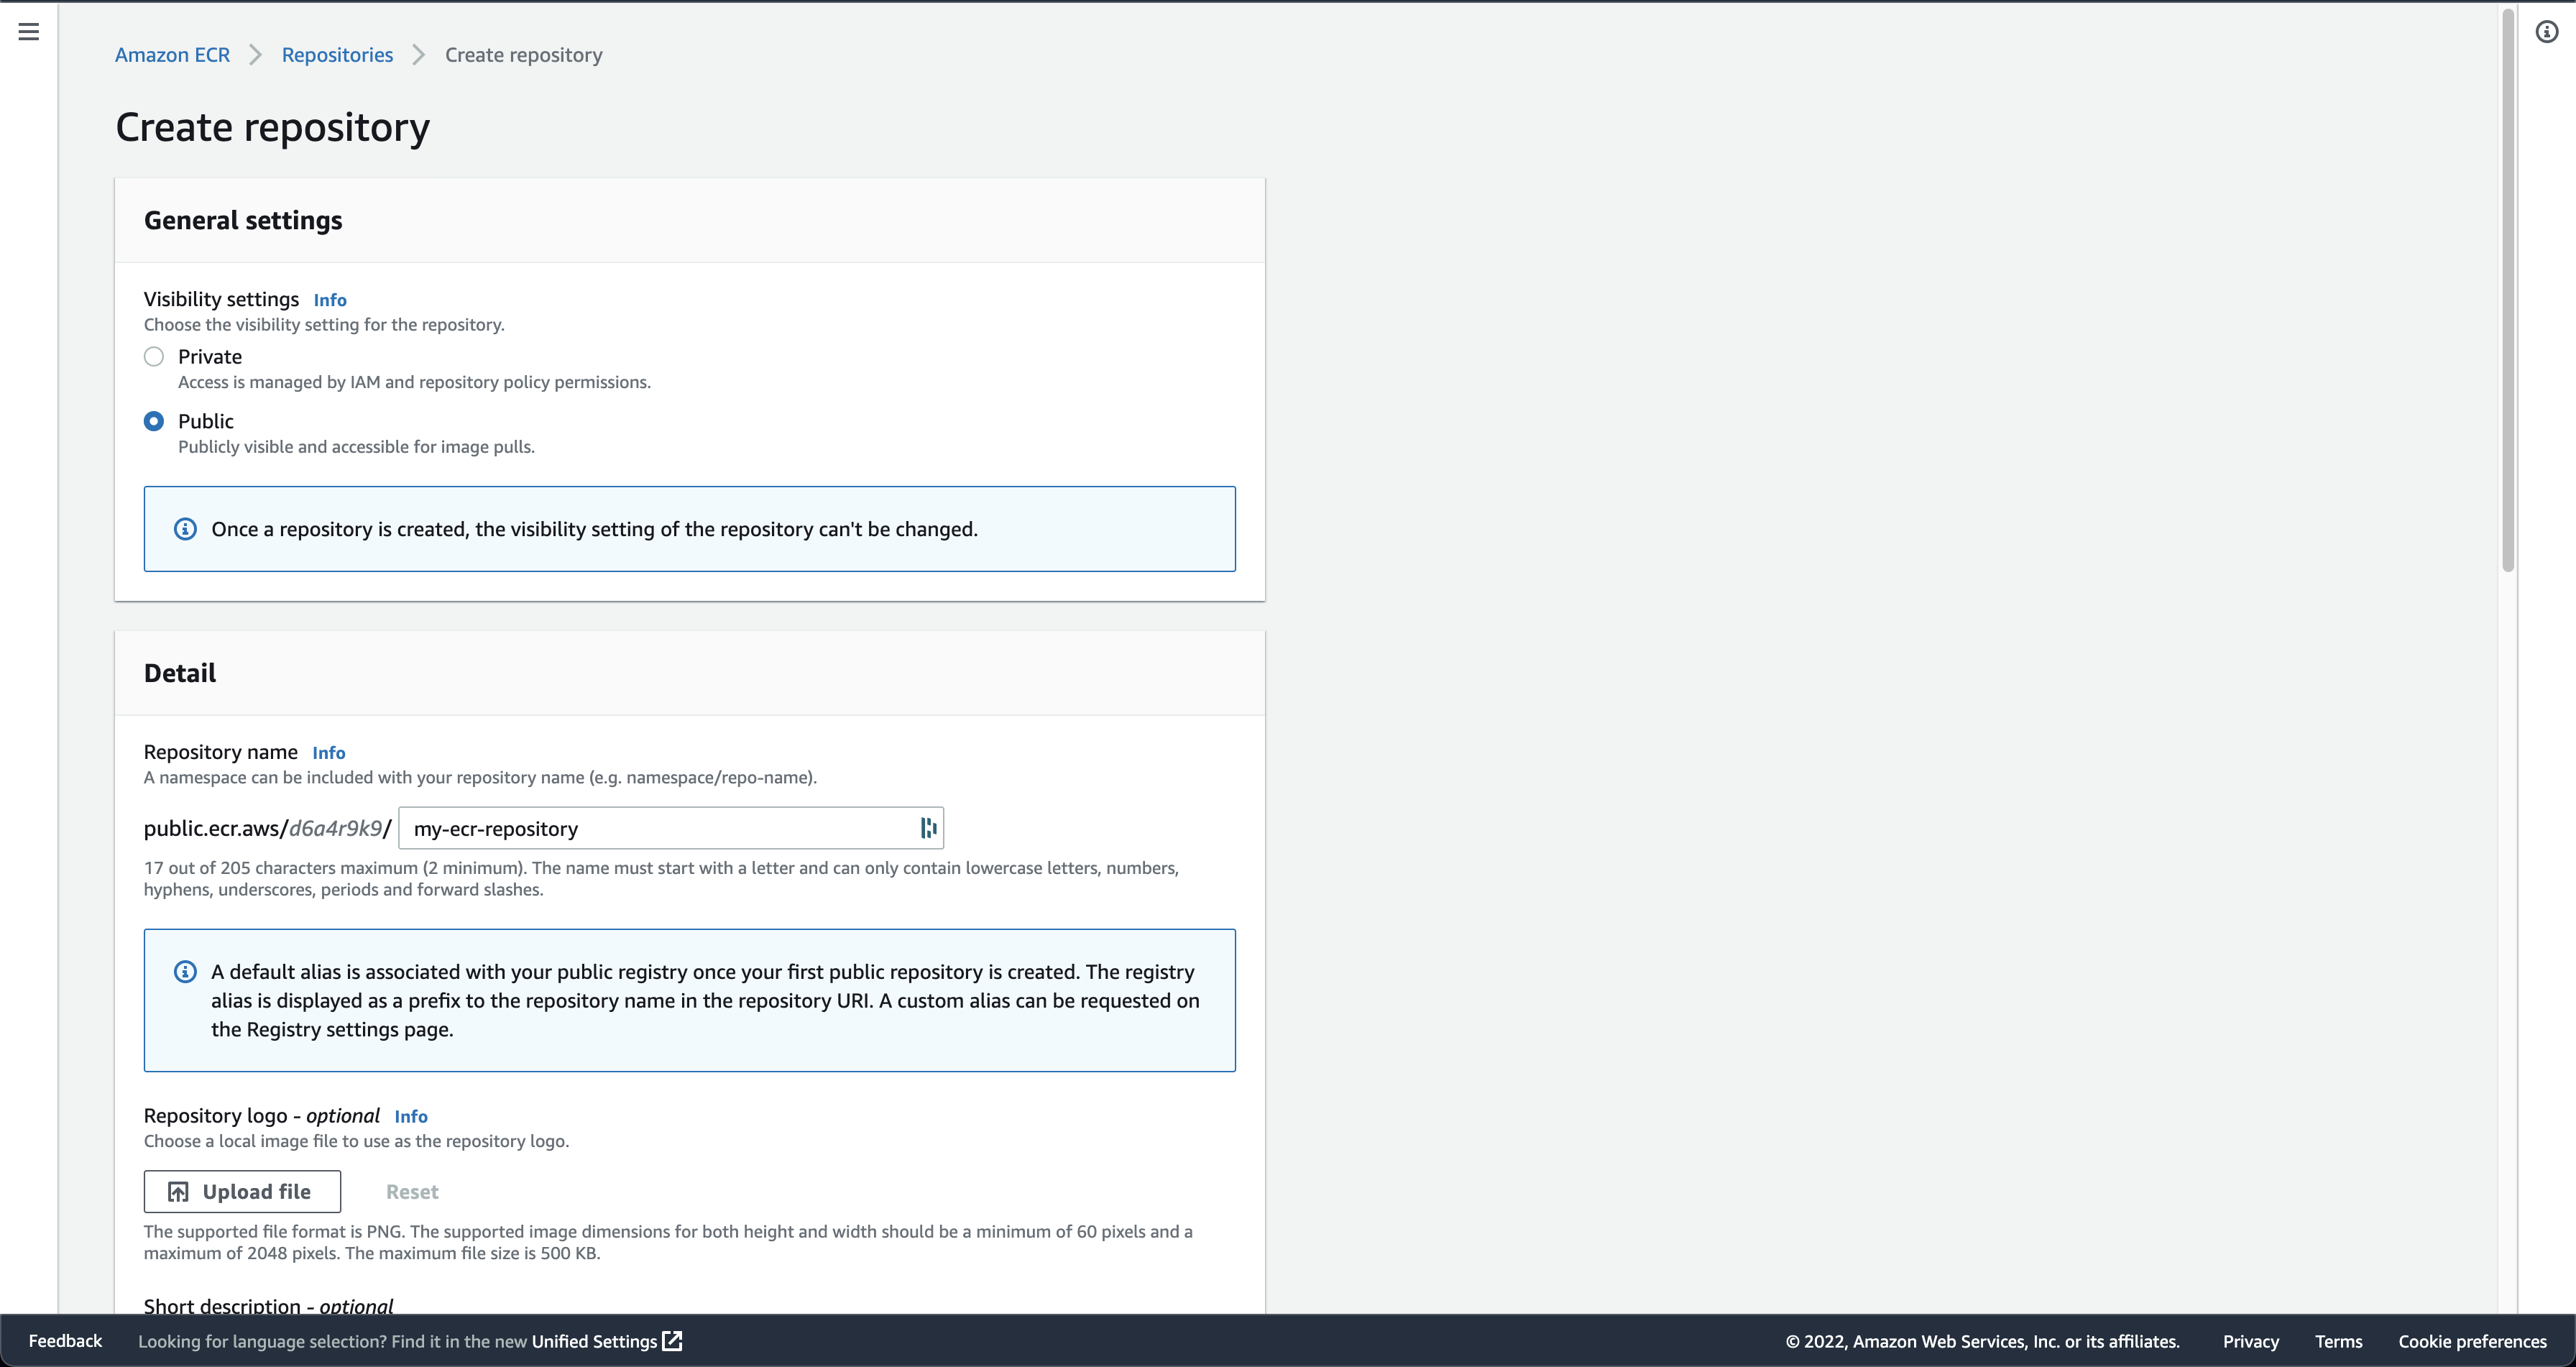 Amazon ECR > Repositories > Create repository
Create repository
General settings
Visibility settings Info
Choose the visibility setting for the repository.
Private
Access is managed by IAM and repository policy permissions.
Public
Publicly visible and accessible for image pulls.
Once a repository is created, the visibility setting of the repository can't be changed.
Detail
Repository name Info
A namespace can be included with your repository name (e.g. namespace/repo-name).
public.ecr.aws/d6a4r9k9/ my-ecr-repository
17 out of 205 characters maximum (2 minimum). The name must start with a letter and can only contain lowercase letters, numbers,
hyphens, underscores, periods and forward slashes.
A default alias is associated with your public registry once your first public repository is created. The registry
alias is displayed as a prefix to the repository name in the repository URI. A custom alias can be requested on
the Registry settings page.
Repository logo - optional Info
Choose a local image file to use as the repository logo.
Upload file Reset
The supported file format is PNG. The supported image dimensions for both height and width should be a minimum of 60 pixels and a
maximum of 2048 pixels. The maximum file size is 500 KB.
Short description - optional
Feedback Looking for language selection? Find it in the new Unified Settings © 2022, Amazon Web Services, Inc. or its affiliates. Privacy Terms Cookie preferences